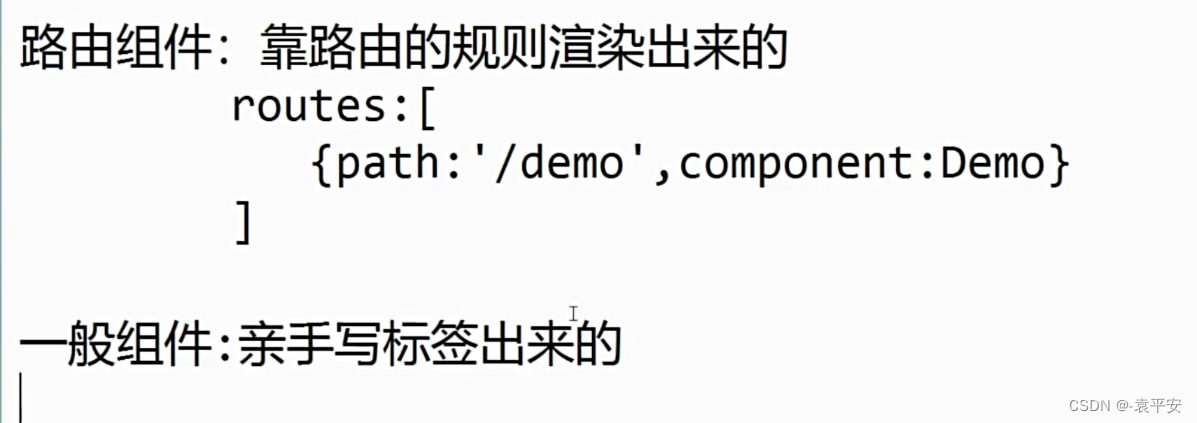 路由组件：靠路由的规则渲染出来的
routes:[
{path:'/demo',component:Demo}
]
一般组件:亲手写标签出来的
CSDN @-袁平安